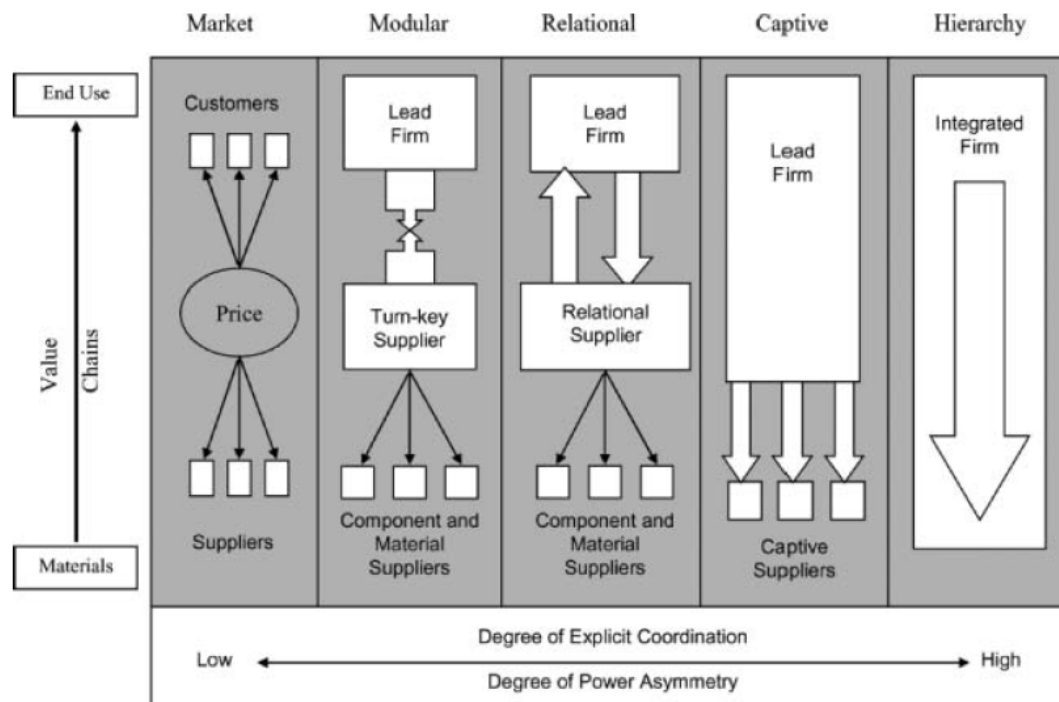 Market
Modular
Relational
Captive
Hierarchy
End Use
Value
Chains
Materials
Customers
Price
Suppliers
Lead
Firm
Turn-key
Supplier
Component and
Material
Suppliers
Lead
Firm
Relational
Supplier
Component and
Material
Suppliers
Lead
Firm
Captive
Suppliers
Integrated
Firm
Degree of Explicit Coordination
Low
High
Degree of Power Asymmetry